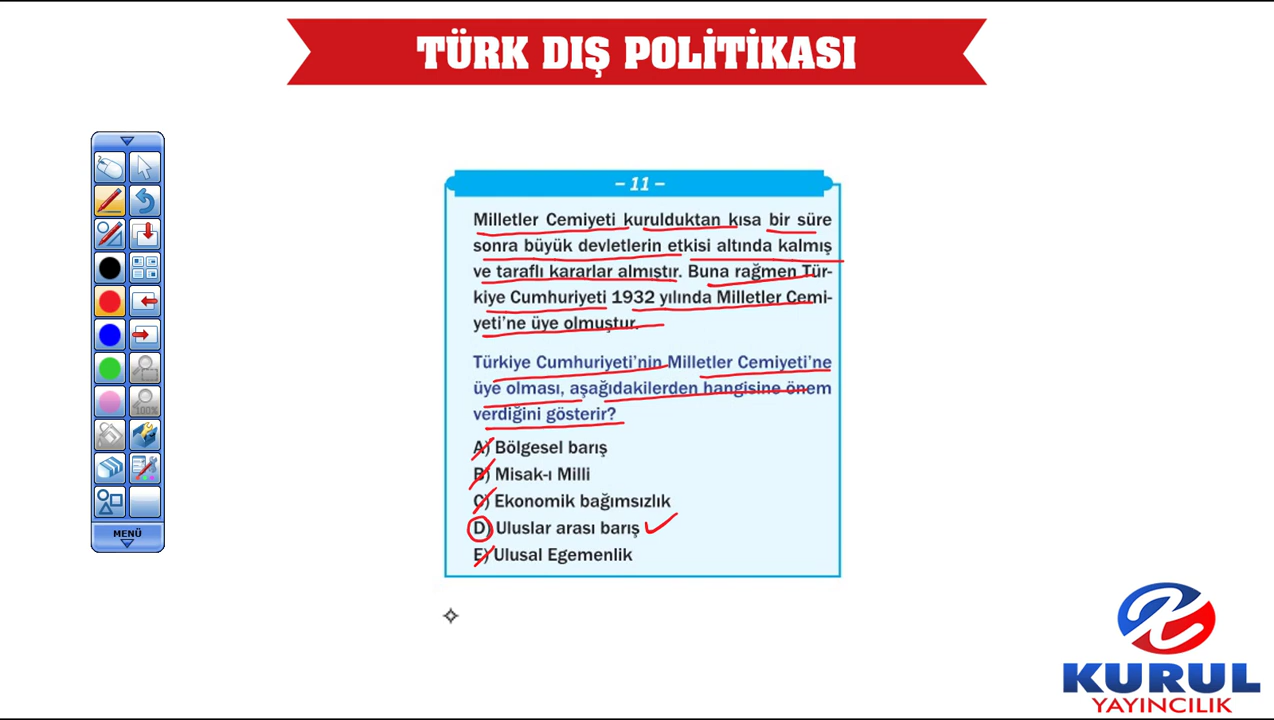 TÜRK DIŞ POLİTİKASI
– 11 –
Milletler Cemiyeti kurulduktan kısa bir süre
sonra büyük devletlerin etkisi altında kalmış
ve taraflı kararlar almıştır. Buna rağmen Tür-
kiye Cumhuriyeti 1932 yılında Milletler Cemi-
yeti’ne üye olmuştur.
Türkiye Cumhuriyeti’nin Milletler Cemiyeti’ne
üye olması, aşağıdakilerden hangisine önem
verdiğini gösterir?
A) Bölgesel barış
B) Misak-ı Milli
C) Ekonomik bağımsızlık
D) Uluslar arası barış
E) Ulusal Egemenlik
100%
MENÜ
KURUL
YAYINCILIK